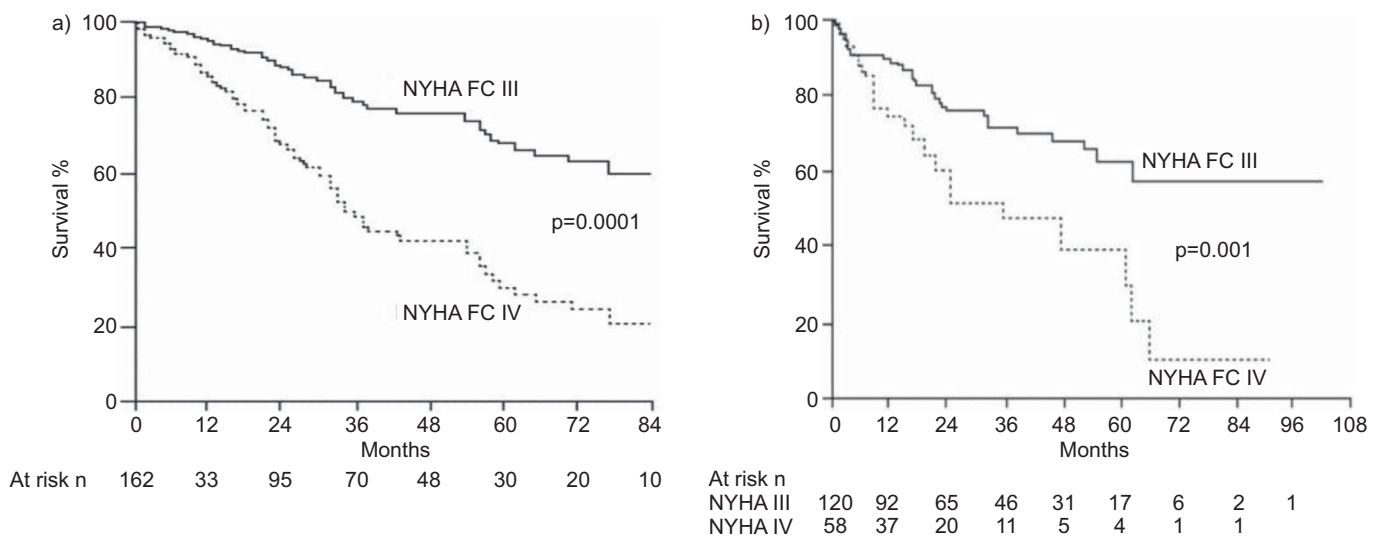 a)
100
80
60
40
20
0
Survival %
NYHA FC III
p=0.0001
NYHA FC IV
0 12 24 36 48 60 72 84
Months
At risk n 162 33 95 70 48 30 20 10
b)
100
80
60
40
20
0
Survival %
NYHA FC III
p=0.001
NYHA FC IV
0 12 24 36 48 60 72 84 96 108
Months
At risk n
NYHA III 120 92 65 46 31 17 6 2 1
NYHA IV 58 37 20 11 5 4 1 1